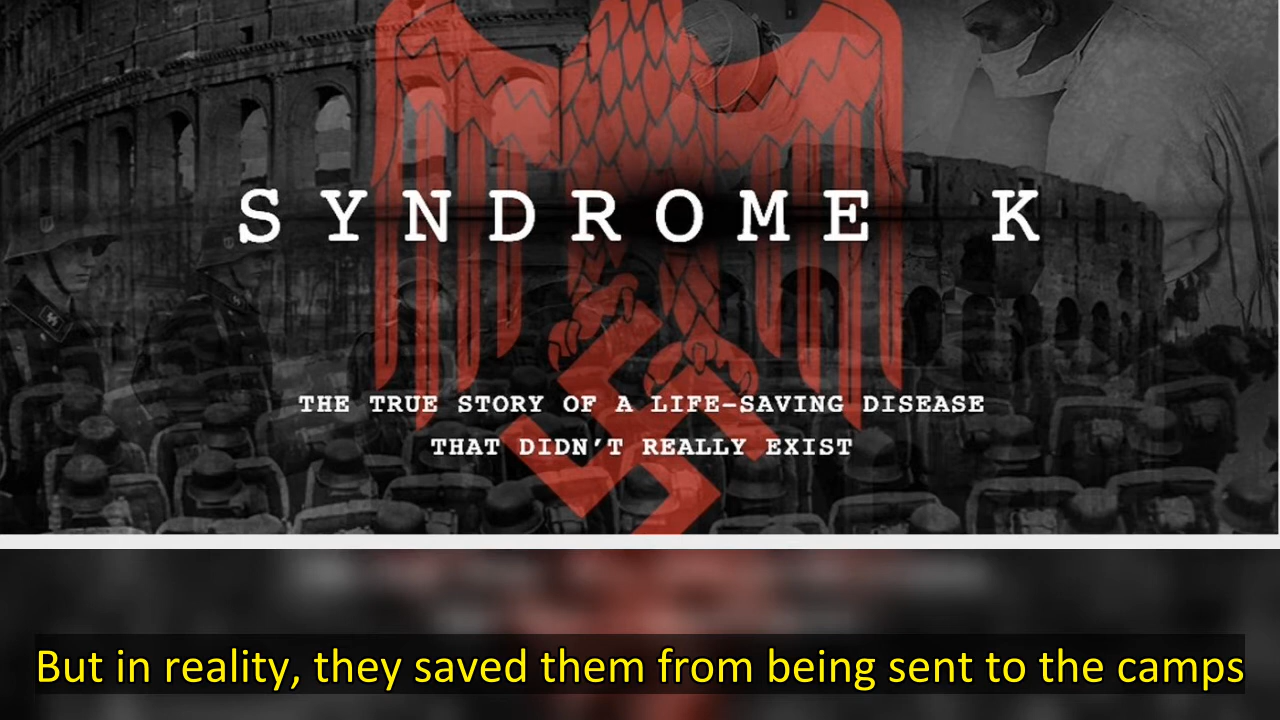 SYNDROME K
THE TRUE STORY OF A LIFE-SAVING DISEASE
THAT DIDN'T REALLY EXIST
But in reality, they saved them from being sent to the camps